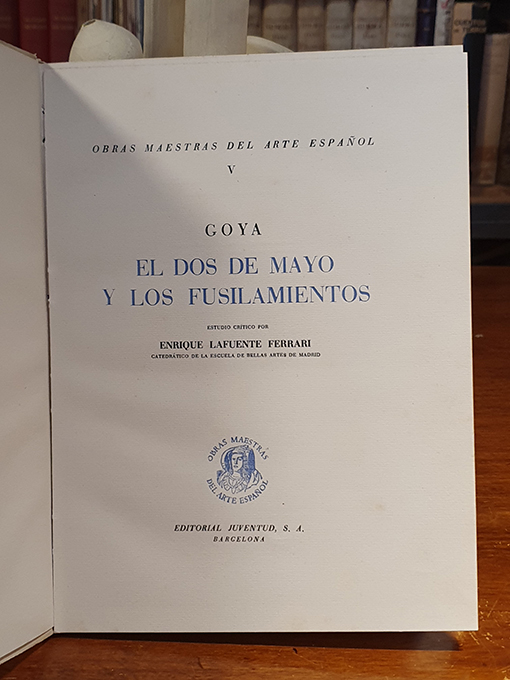 OBRAS MAESTRAS DEL ARTE ESPAÑOL
V
GOYA
EL DOS DE MAYO
Y LOS FUSILAMIENTOS
ESTUDIO CRÍTICO POR
ENRIQUE LAFUENTE FERRARI
CATEDRÁTICO DE LA ESCUELA DE BELLAS ARTES DE MADRID
OBRAS MAESTRAS
DEL ARTE ESPAÑOL
EDITORIAL JUVENTUD, S. A.
BARCELONA